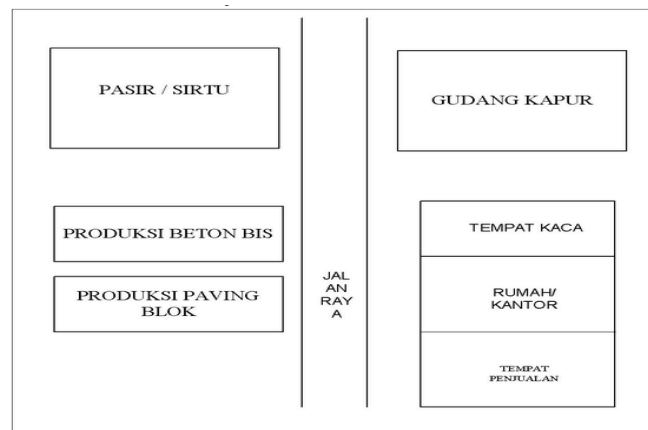 PASIR / SIRTU
GUDANG KAPUR
PRODUKSI BETON BIS
PRODUKSI PAVING
BLOK
JAL
AN
RAY
A
TEMPAT KACA
RUMAH/
KANTOR
TEMPAT
PENJUALAN